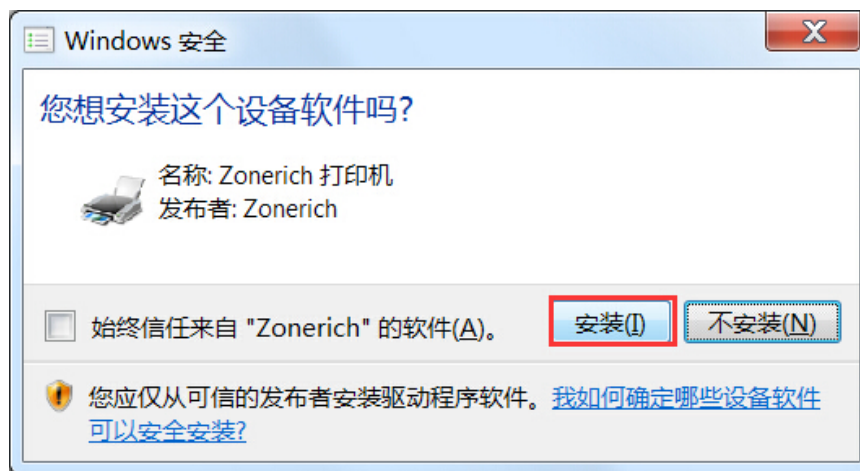 Windows 安全
您想安装这个设备软件吗?
名称: Zonerich 打印机
发布者: Zonerich
始终信任来自 "Zonerich" 的软件(A)。 安装(I) 不安装(N)
您应仅从可信的发布者安装驱动程序软件。我如何确定哪些设备软件
可以安全安装?